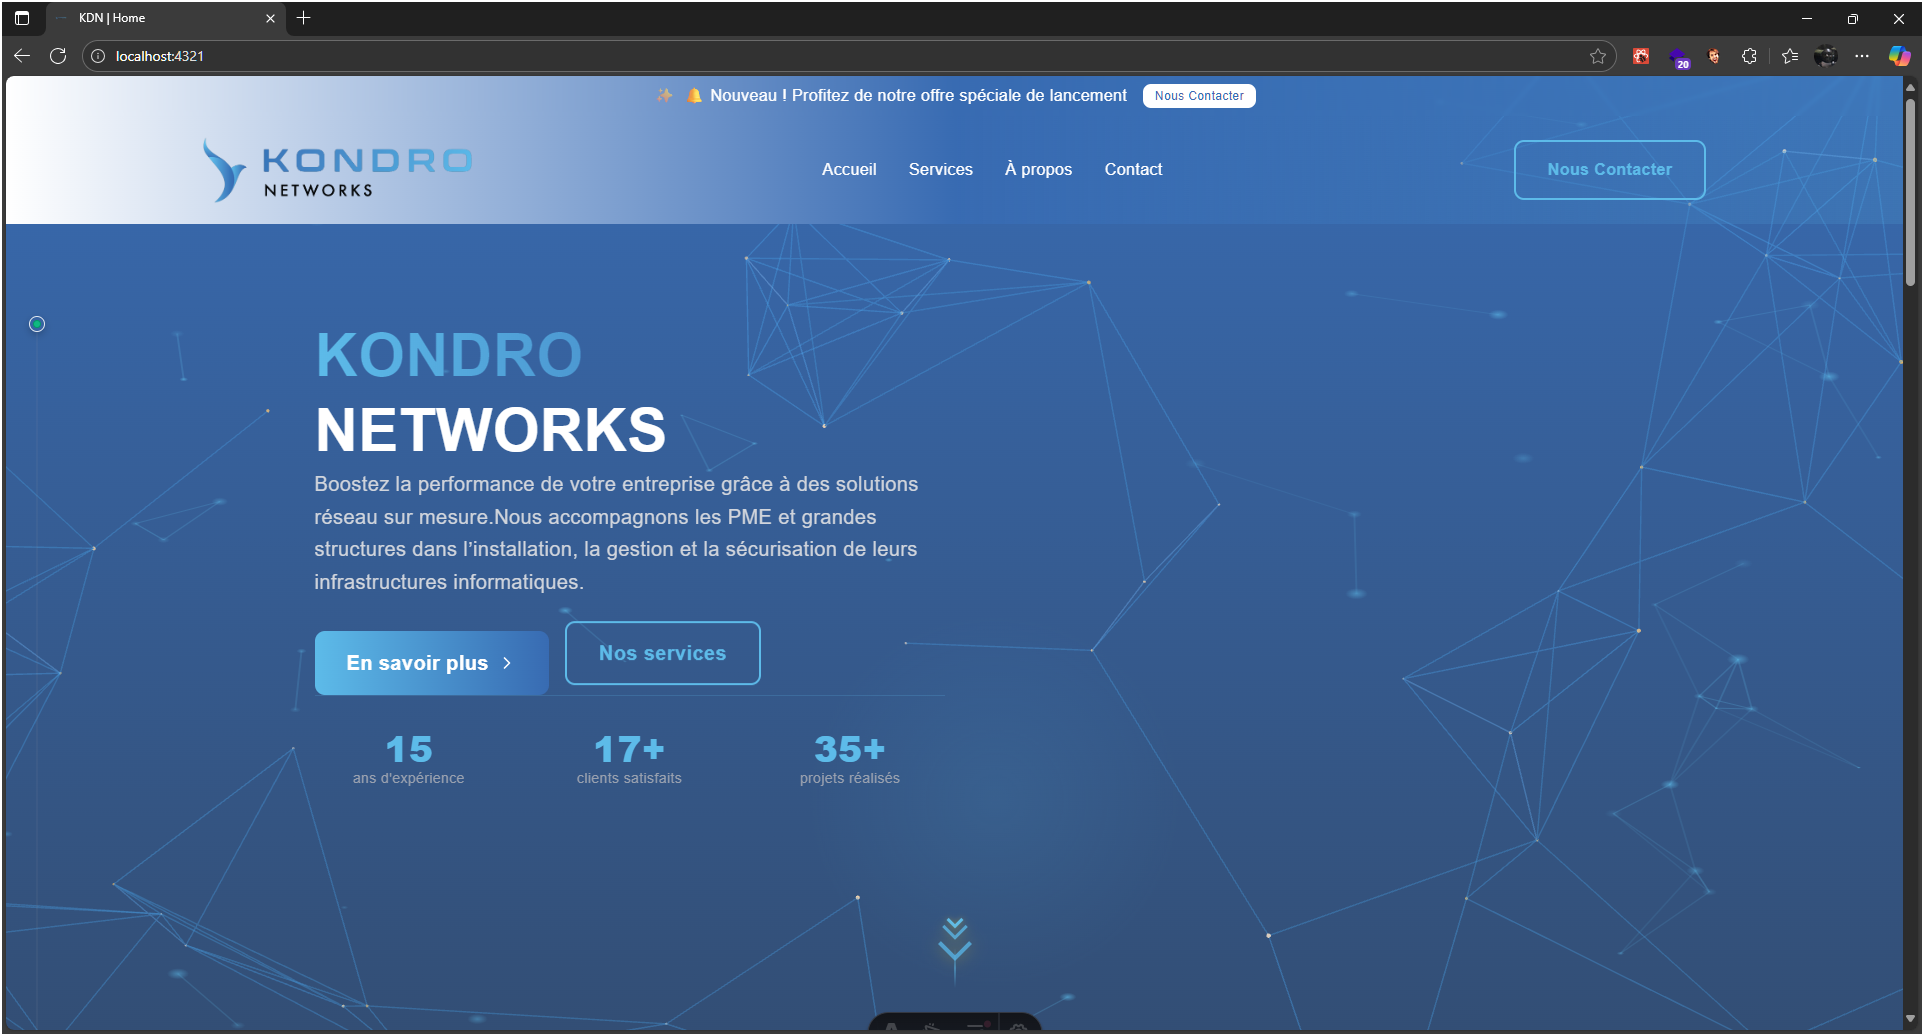 KDN | Home
localhost:4321
20
✨ 🔔 Nouveau ! Profitez de notre offre spéciale de lancement Nous Contacter
KONDRO
NETWORKS
Accueil Services À propos Contact
Nous Contacter
KONDRO
NETWORKS
Boostez la performance de votre entreprise grâce à des solutions
réseau sur mesure.Nous accompagnons les PME et grandes
structures dans l’installation, la gestion et la sécurisation de leurs
infrastructures informatiques.
En savoir plus
Nos services
15 17+ 35+
ans d'expérience clients satisfaits projets réalisés